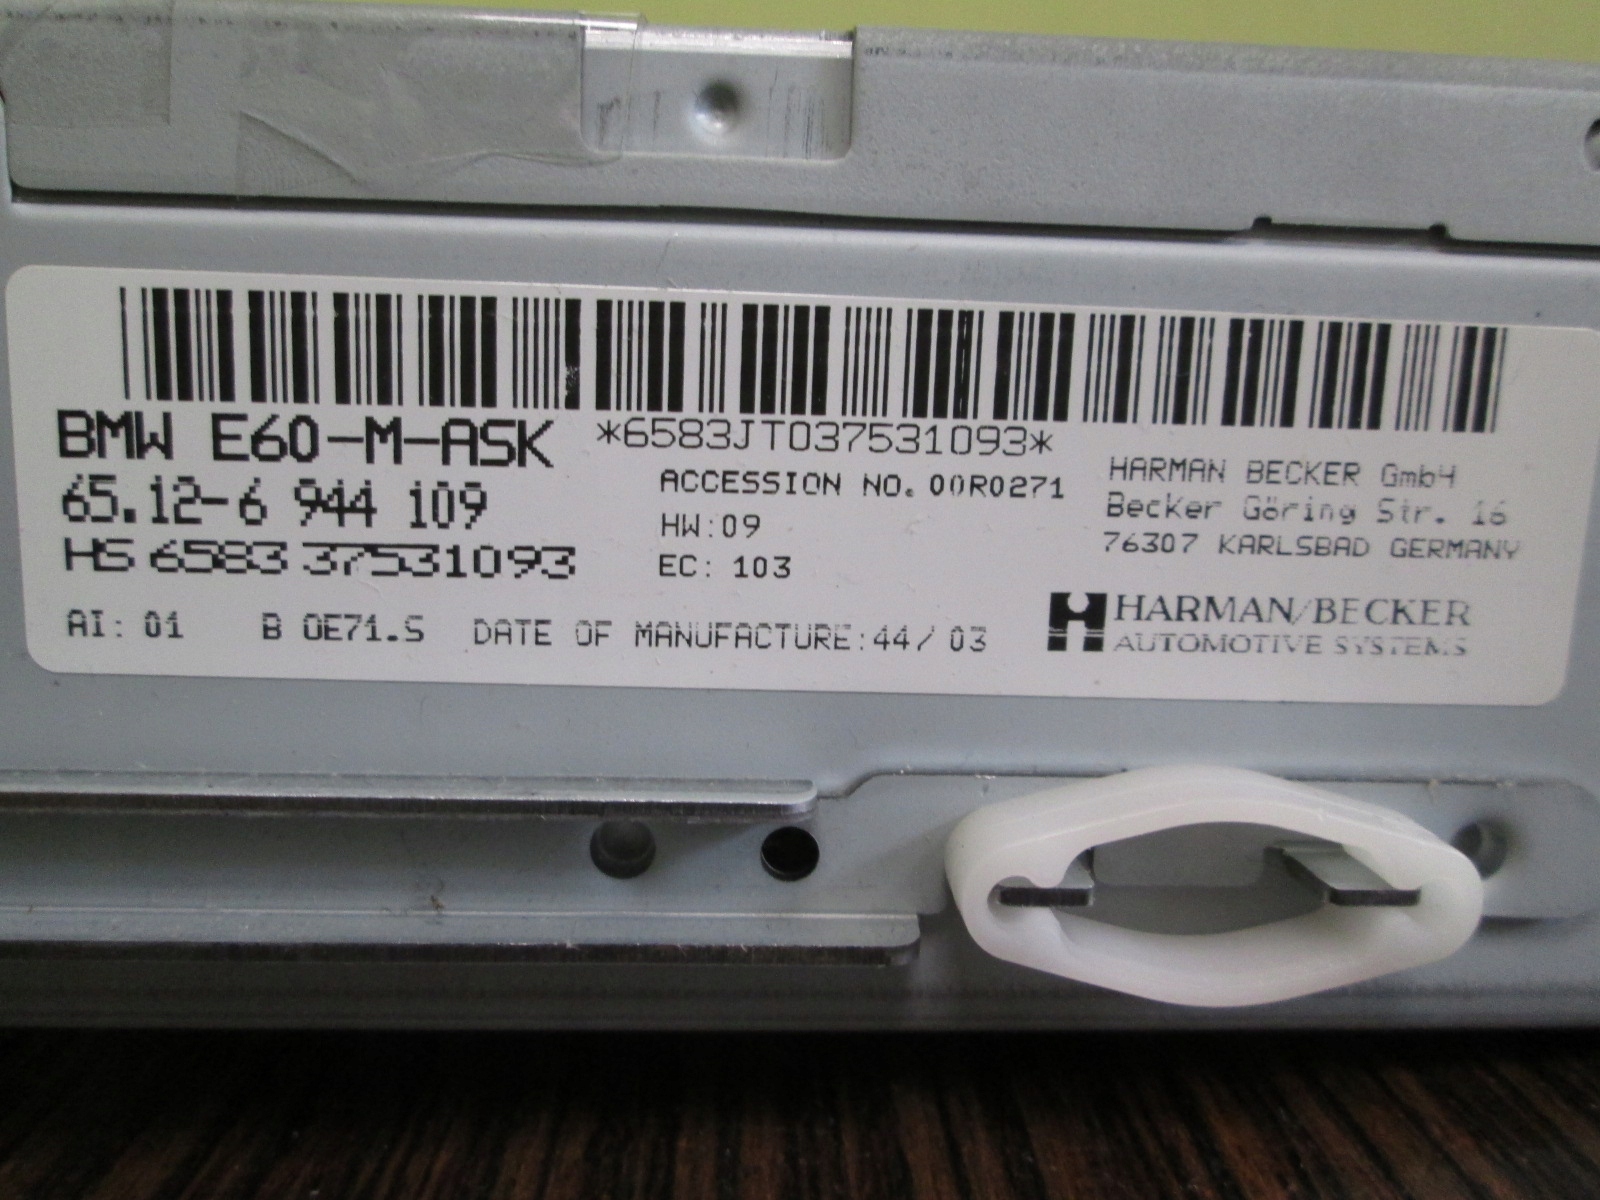 BMW E60-M-ASK
*6583JT037531093*
65.12-6 944 109
HS 6583 37531093
ACCESSION NO. 00R0271
HW:09
EC: 103
HARMAN BECKER GmbH
Becker Göring Str. 16
76307 KARLSBAD GERMANY
AI: 01 B OE71.S DATE OF MANUFACTURE:44/03
HARMAN/BECKER
AUTOMOTIVE SYSTEMS